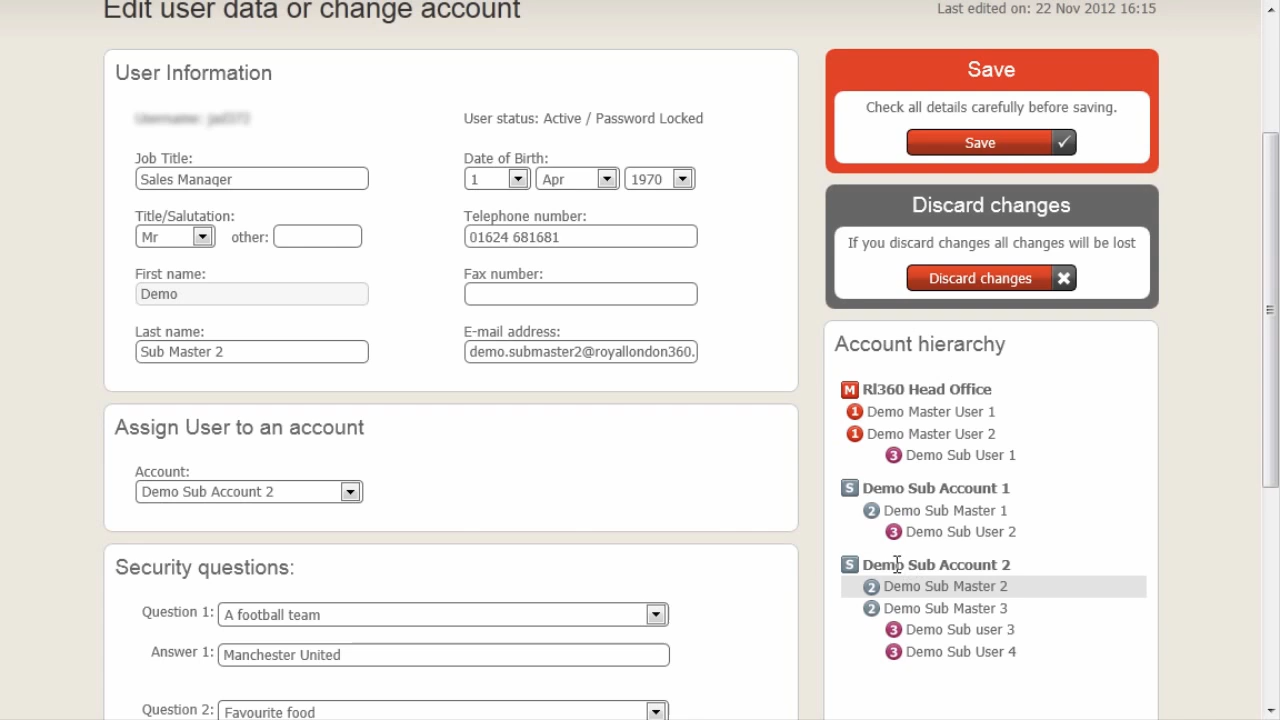 Edit user data or change account
Last edited on: 22 Nov 2012 16:15
User Information
User status: Active / Password Locked
Job Title:
Sales Manager
Date of Birth:
1 Apr 1970
Title/Salutation:
Mr other:
Telephone number:
01624 681681
First name:
Demo
Fax number:
Last name:
Sub Master 2
E-mail address:
demo.submaster2@royallondon360.
Assign User to an account
Account:
Demo Sub Account 2
Security questions:
Question 1: A football team
Answer 1: Manchester United
Question 2: Favourite food
Save
Check all details carefully before saving.
Save
Discard changes
If you discard changes all changes will be lost
Discard changes
Account hierarchy
M Rl360 Head Office
1 Demo Master User 1
1 Demo Master User 2
3 Demo Sub User 1
S Demo Sub Account 1
2 Demo Sub Master 1
3 Demo Sub User 2
S Demo Sub Account 2
2 Demo Sub Master 2
2 Demo Sub Master 3
3 Demo Sub user 3
3 Demo Sub User 4